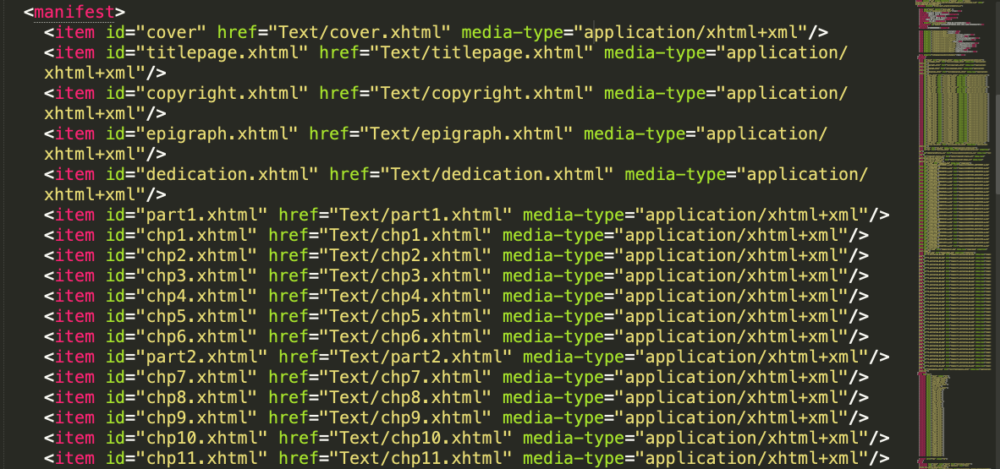 <manifest>
<item id="cover" href="Text/cover.xhtml" media-type="application/xhtml+xml"/>
<item id="titlepage.xhtml" href="Text/titlepage.xhtml" media-type="application/
xhtml+xml"/>
<item id="copyright.xhtml" href="Text/copyright.xhtml" media-type="application/
xhtml+xml"/>
<item id="epigraph.xhtml" href="Text/epigraph.xhtml" media-type="application/
xhtml+xml"/>
<item id="dedication.xhtml" href="Text/dedication.xhtml" media-type="application/
xhtml+xml"/>
<item id="part1.xhtml" href="Text/part1.xhtml" media-type="application/xhtml+xml"/>
<item id="chp1.xhtml" href="Text/chp1.xhtml" media-type="application/xhtml+xml"/>
<item id="chp2.xhtml" href="Text/chp2.xhtml" media-type="application/xhtml+xml"/>
<item id="chp3.xhtml" href="Text/chp3.xhtml" media-type="application/xhtml+xml"/>
<item id="chp4.xhtml" href="Text/chp4.xhtml" media-type="application/xhtml+xml"/>
<item id="chp5.xhtml" href="Text/chp5.xhtml" media-type="application/xhtml+xml"/>
<item id="chp6.xhtml" href="Text/chp6.xhtml" media-type="application/xhtml+xml"/>
<item id="part2.xhtml" href="Text/part2.xhtml" media-type="application/xhtml+xml"/>
<item id="chp7.xhtml" href="Text/chp7.xhtml" media-type="application/xhtml+xml"/>
<item id="chp8.xhtml" href="Text/chp8.xhtml" media-type="application/xhtml+xml"/>
<item id="chp9.xhtml" href="Text/chp9.xhtml" media-type="application/xhtml+xml"/>
<item id="chp10.xhtml" href="Text/chp10.xhtml" media-type="application/xhtml+xml"/>
<item id="chp11.xhtml" href="Text/chp11.xhtml" media-type="application/xhtml+xml"/>